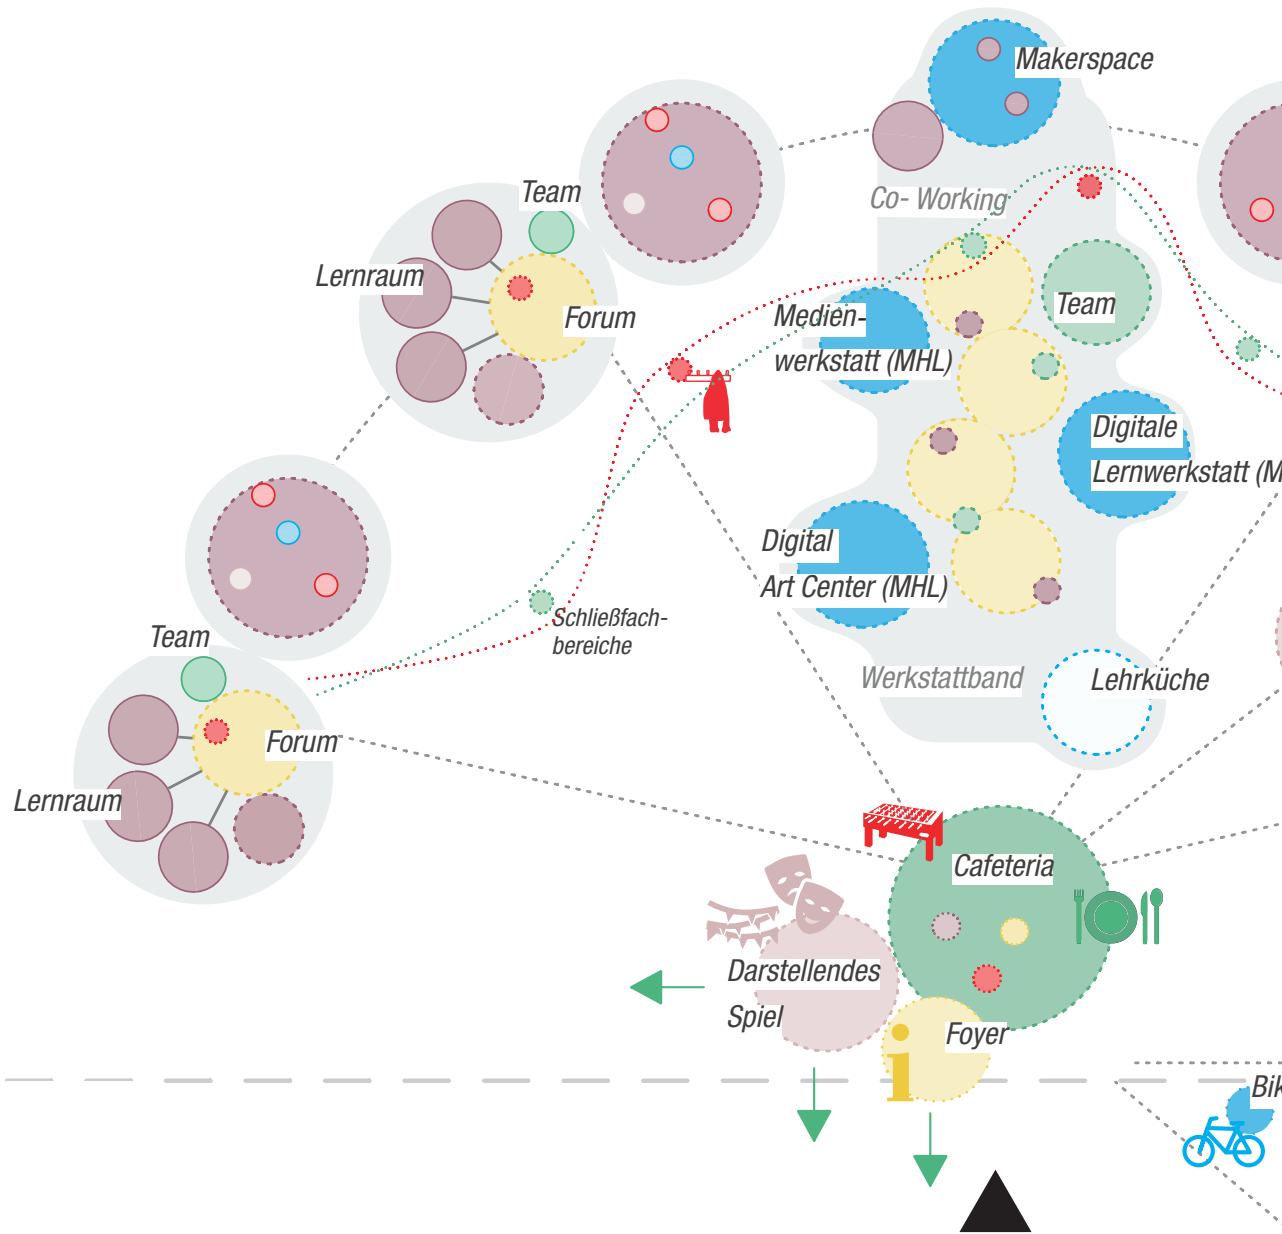 Makerspace
Team
Co- Working
Lernraum
Forum
Team
Medien-
werkstatt (MHL)
Digitale
Lernwerkstatt (M
Digital
Art Center (MHL)
Schließfach-
bereiche
Team
Werkstattband
Lehrküche
Forum
Lernraum
Cafeteria
Darstellendes
Spiel
Foyer
i
Bik